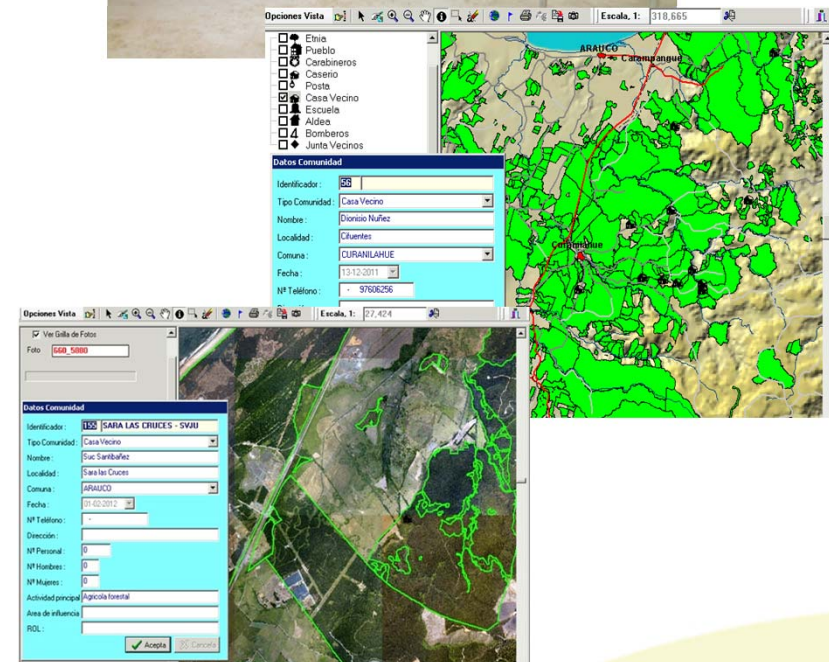 Opciones Vista Escala, 1: 318,665
Etnia
Pueblo
Carabineros
Caserio
Posta
Casa Vecino
Escuela
Aldea
Bomberos
Junta Vecinos
ARAUCO
Carampangue
Curanilahue
Datos Comunidad
Identificador : 56
Tipo Comunidad : Casa Vecino
Nombre : Dionisio Nuñez
Localidad : Cifuentes
Comuna : CURANILAHUE
Fecha : 13-12-2011
Nº Teléfono : - 97606256
Opciones Vista Escala, 1: 27,424
Ver Grilla de Fotos
Foto 660_5880
Datos Comunidad
Identificador : 155 SARA LAS CRUCES - SVJU
Tipo Comunidad : Casa Vecino
Nombre : Suc Santibañez
Localidad : Sara las Cruces
Comuna : ARAUCO
Fecha : 01-02-2012
Nº Teléfono : -
Dirección :
Nº Personal : 0
Nº Hombres : 0
Nº Mujeres : 0
Actividad principal Agricola forestal
Area de influencia
ROL :
Acepta Cancela